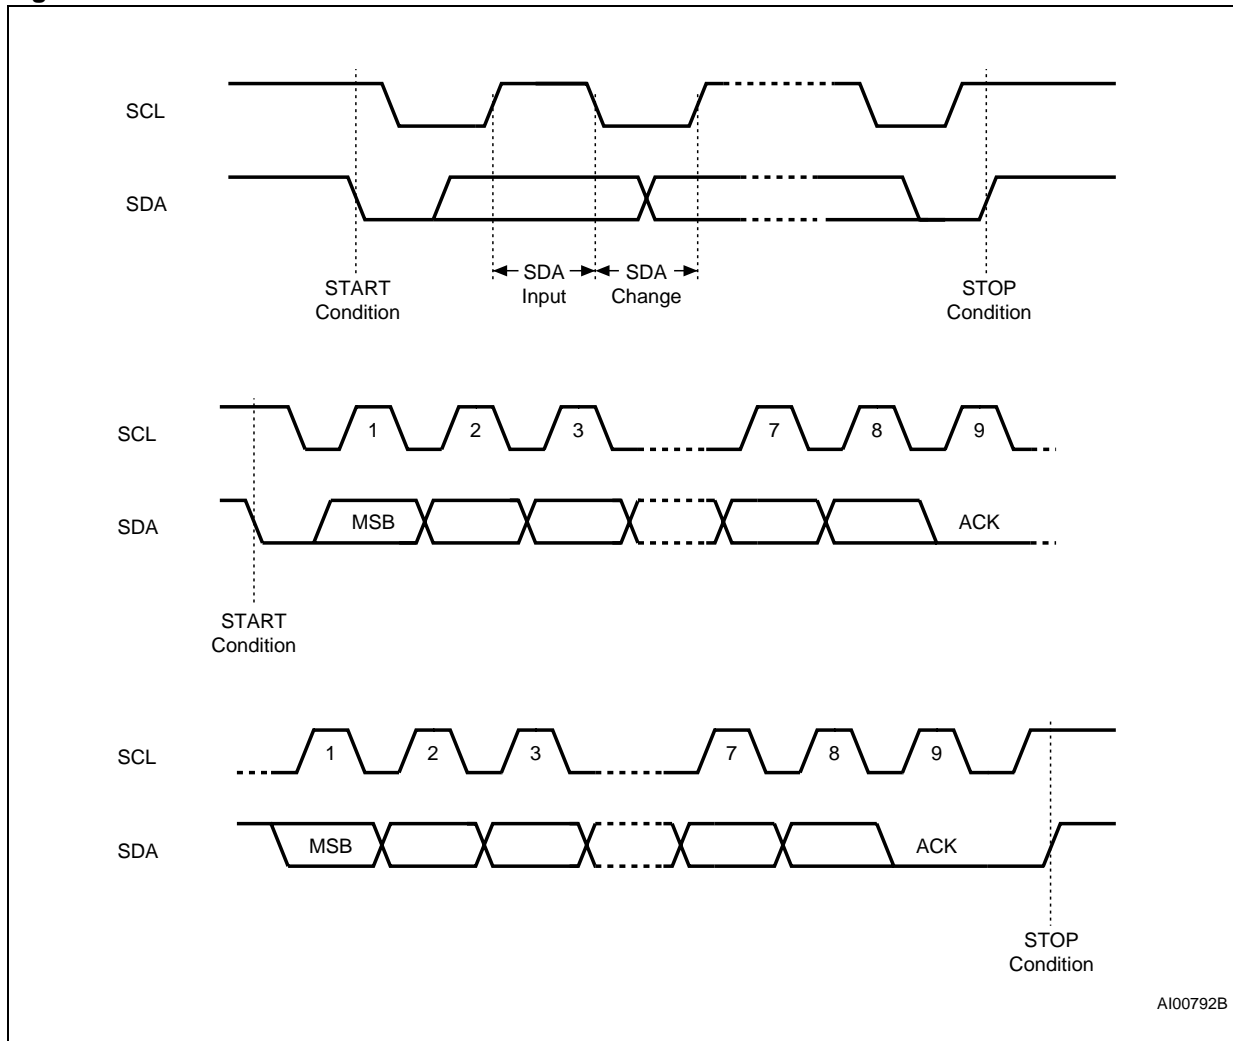 SCL
SDA
SDA
Input
SDA
Change
START
Condition
STOP
Condition
SCL
1
2
3
7
8
9
SDA
MSB
ACK
START
Condition
SCL
1
2
3
7
8
9
SDA
MSB
ACK
STOP
Condition
AI00792B